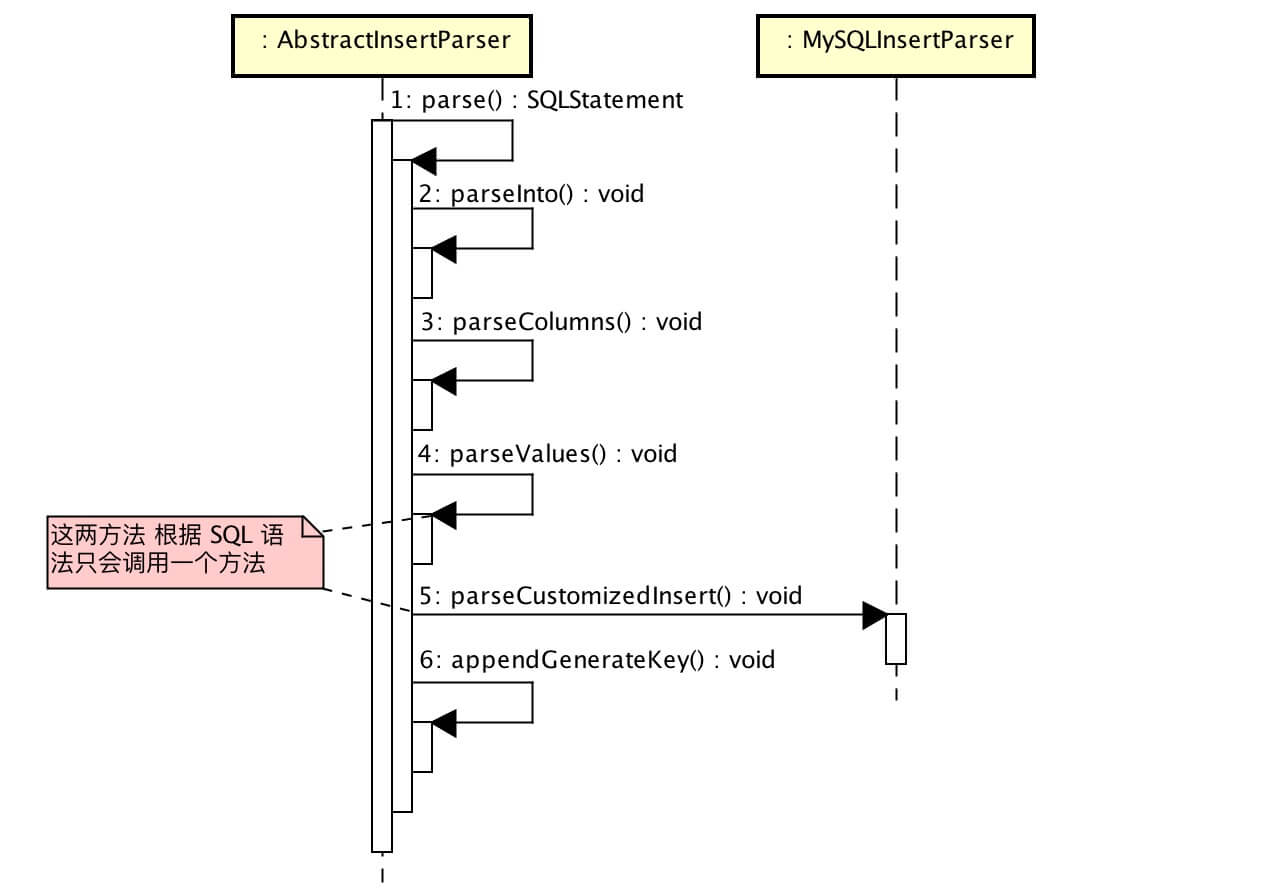 : AbstractInsertParser
: MySQLInsertParser
1: parse() : SQLStatement
2: parseInto() : void
3: parseColumns() : void
4: parseValues() : void
这两方法 根据 SQL 语
法只会调用一个方法
5: parseCustomizedInsert() : void
6: appendGenerateKey() : void